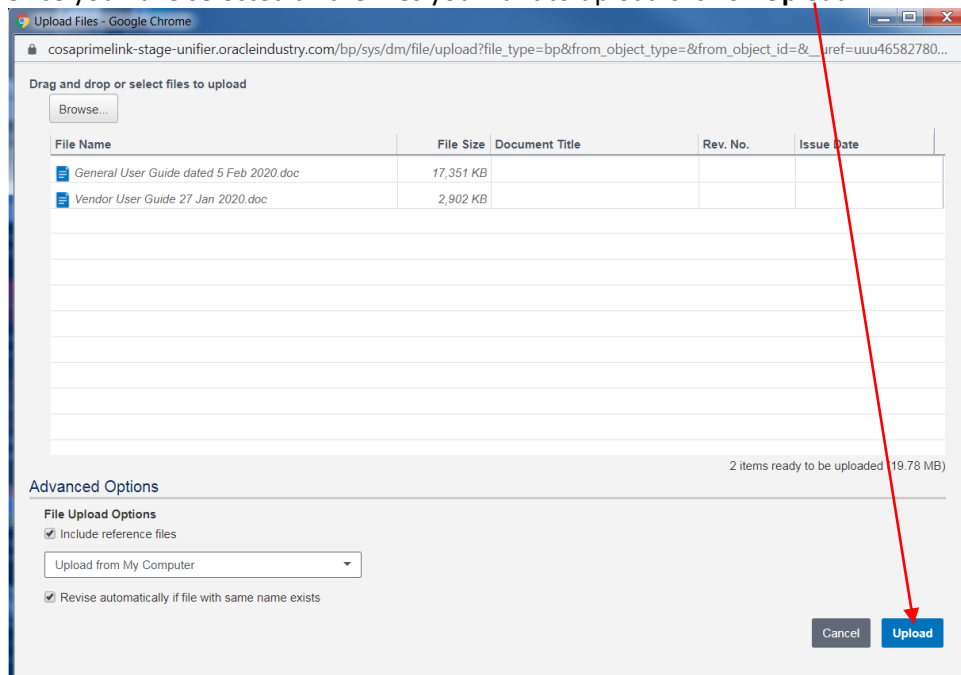 Upload Files - Google Chrome
cosaprimelink-stage-unifier.oracleindustry.com/bp/sys/dm/file/upload?file_type=bp&from_object_type=&from_object_id=&__uref=uuu46582780...
Drag and drop or select files to upload
Browse...
File Name File Size Document Title Rev. No. Issue Date
General User Guide dated 5 Feb 2020.doc 17,351 KB
Vendor User Guide 27 Jan 2020.doc 2,902 KB
2 items ready to be uploaded (19.78 MB)
Advanced Options
File Upload Options
Include reference files
Upload from My Computer
Revise automatically if file with same name exists
Cancel Upload